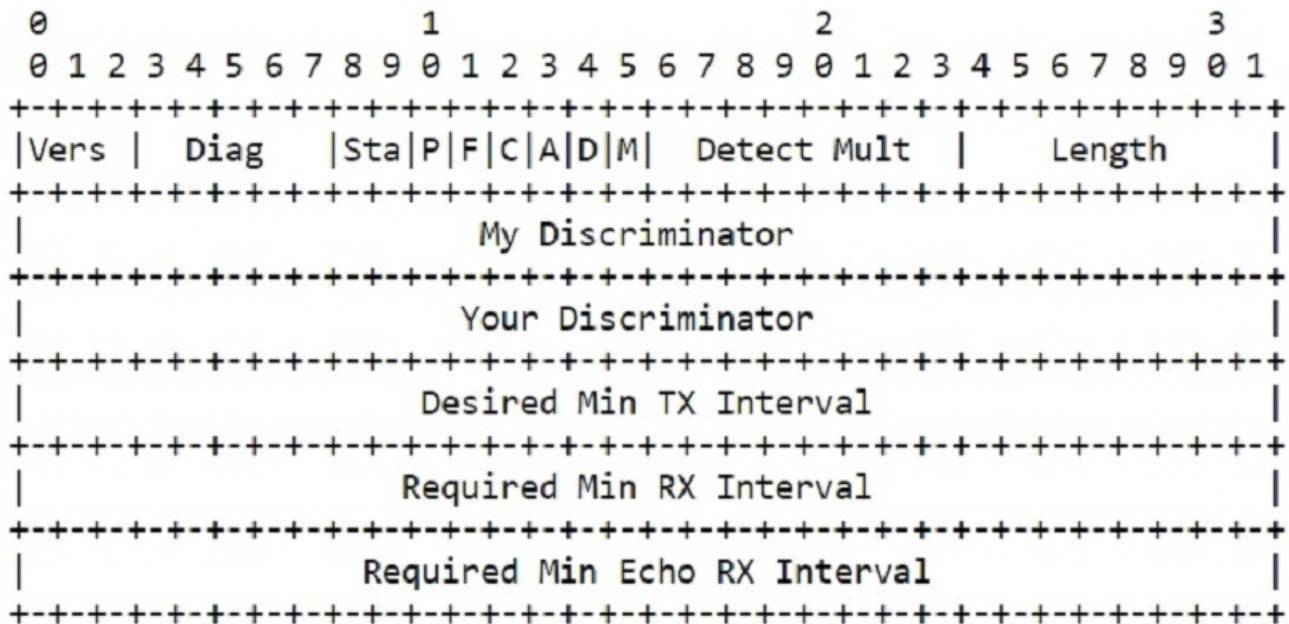 0                   1                   2                   3
 0 1 2 3 4 5 6 7 8 9 0 1 2 3 4 5 6 7 8 9 0 1 2 3 4 5 6 7 8 9 0 1
+-+-+-+-+-+-+-+-+-+-+-+-+-+-+-+-+-+-+-+-+-+-+-+-+-+-+-+-+-+-+-+-+
|Vers |  Diag   |Sta|P|F|C|A|D|M|  Detect Mult  |    Length     |
+-+-+-+-+-+-+-+-+-+-+-+-+-+-+-+-+-+-+-+-+-+-+-+-+-+-+-+-+-+-+-+-+
|                       My Discriminator                        |
+-+-+-+-+-+-+-+-+-+-+-+-+-+-+-+-+-+-+-+-+-+-+-+-+-+-+-+-+-+-+-+-+
|                      Your Discriminator                       |
+-+-+-+-+-+-+-+-+-+-+-+-+-+-+-+-+-+-+-+-+-+-+-+-+-+-+-+-+-+-+-+-+
|                    Desired Min TX Interval                    |
+-+-+-+-+-+-+-+-+-+-+-+-+-+-+-+-+-+-+-+-+-+-+-+-+-+-+-+-+-+-+-+-+
|                   Required Min RX Interval                    |
+-+-+-+-+-+-+-+-+-+-+-+-+-+-+-+-+-+-+-+-+-+-+-+-+-+-+-+-+-+-+-+-+
|                 Required Min Echo RX Interval                 |
+-+-+-+-+-+-+-+-+-+-+-+-+-+-+-+-+-+-+-+-+-+-+-+-+-+-+-+-+-+-+-+-+